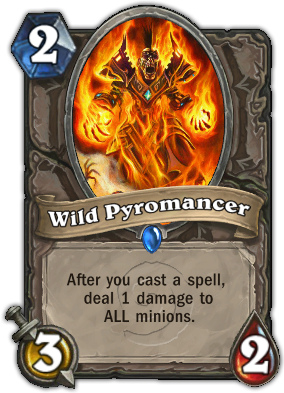 2
Wild Pyromancer
After you cast a spell,
deal 1 damage to
ALL minions.
3 2